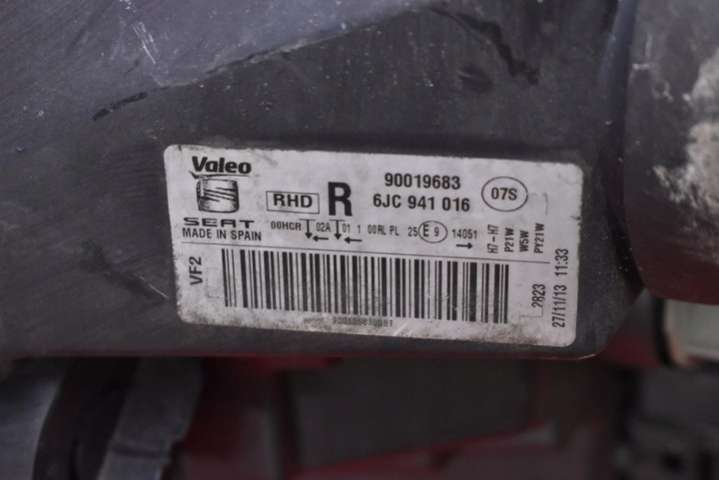 Valeo
SEAT
MADE IN SPAIN
RHD R
90019683
6JC 941 016
07S
00HCR 02A 01 1 00RL PL 25 E 9 14051
H7-H7
P21W
W5W
PY21W
VF2
2823
27/11/13 11:33